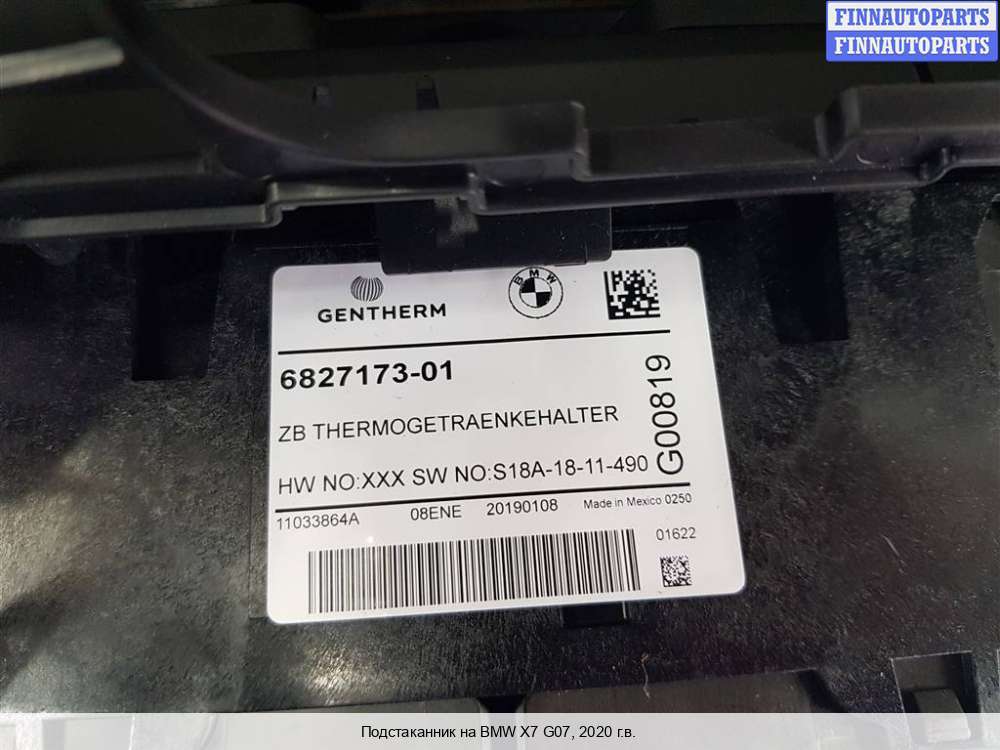 FINNAUTOPARTS
FINNAUTOPARTS
GENTHERM
BMW
6827173-01
ZB THERMOGETRAENKEHALTER
G00819
HW NO:XXX SW NO:S18A-18-11-490
11033864A 08ENE 20190108 Made in Mexico 0250
01622
Подстаканник на BMW X7 G07, 2020 г.в.